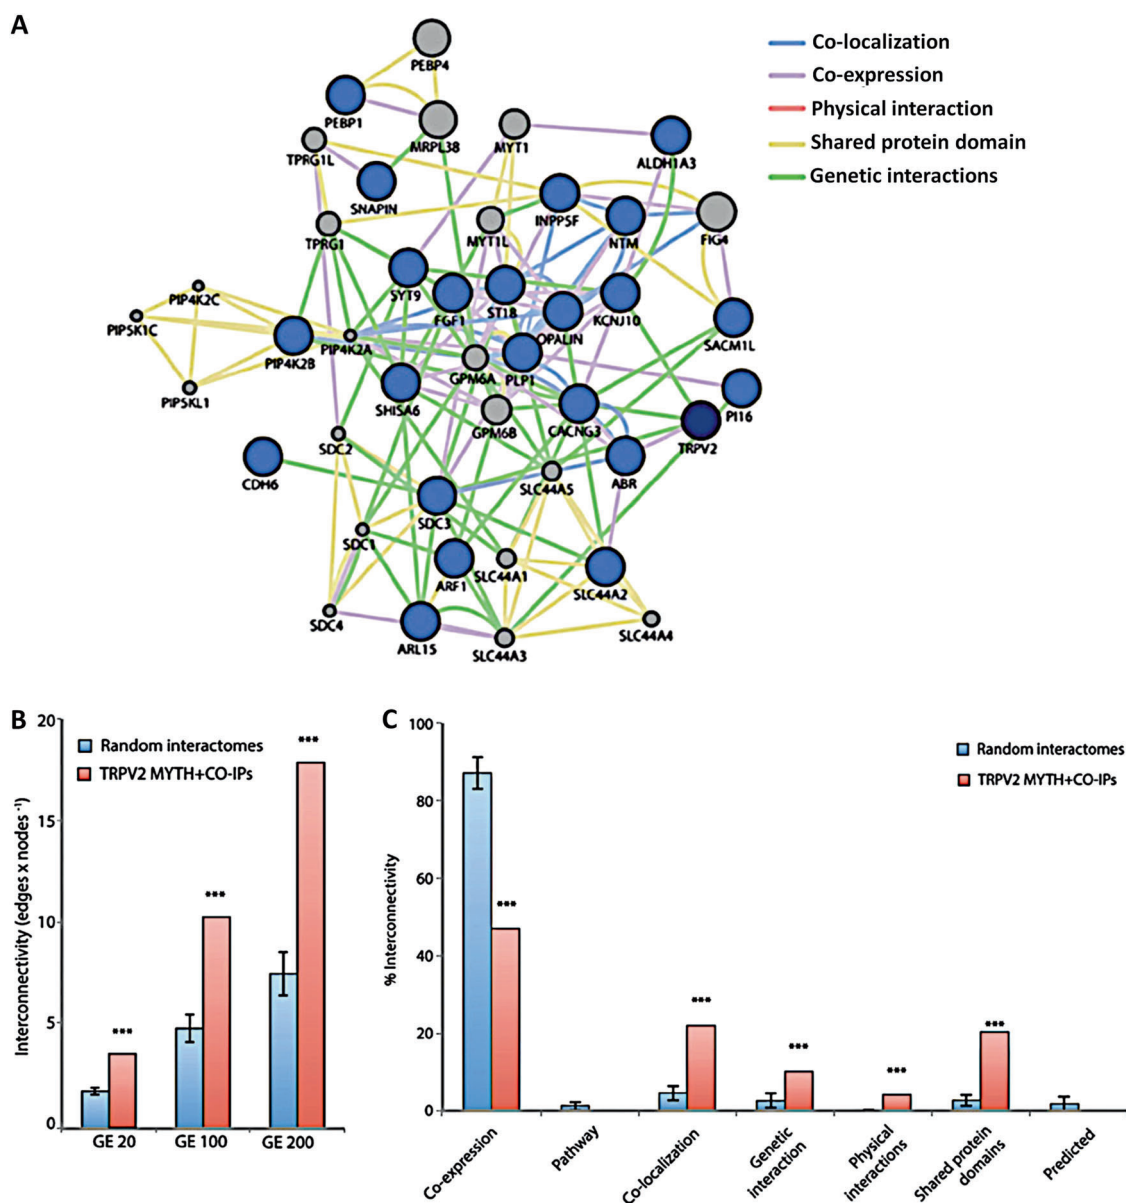 A
Co-localization
Co-expression
Physical interaction
Shared protein domain
Genetic interactions
PEBP4
PEBP1
MRPL38
MYT1
ALDH1A3
TPRG1L
SNAPIN
INPP5F
NTM
FIG4
TPRG1
MYT1L
SYT9
FGF1
ST18
OPALIN
KCNJ10
SACM1L
PIP4K2C
PIP5K1C
PIP4K2B
PIP4K2A
GPM6A
PLP1
PIP5KL1
SHISA6
GPM6B
CACNG3
PI16
TRPV2
SDC2
CDH6
SLC44A5
ABR
SDC3
SDC1
ARF1
SLC44A1
SLC44A2
SDC4
ARL15
SLC44A3
SLC44A4
B
Interconnectivity (edges x nodes -1)
20
15
10
5
0
Random interactomes
TRPV2 MYTH+CO-IPs
***
***
***
GE 20
GE 100
GE 200
C
% Interconnectivity
100
80
60
40
20
0
Random interactomes
TRPV2 MYTH+CO-IPs
***
***
***
***
***
Co-expression
Pathway
Co-localization
Genetic
interaction
Physical
interactions
Shared protein
domains
Predicted